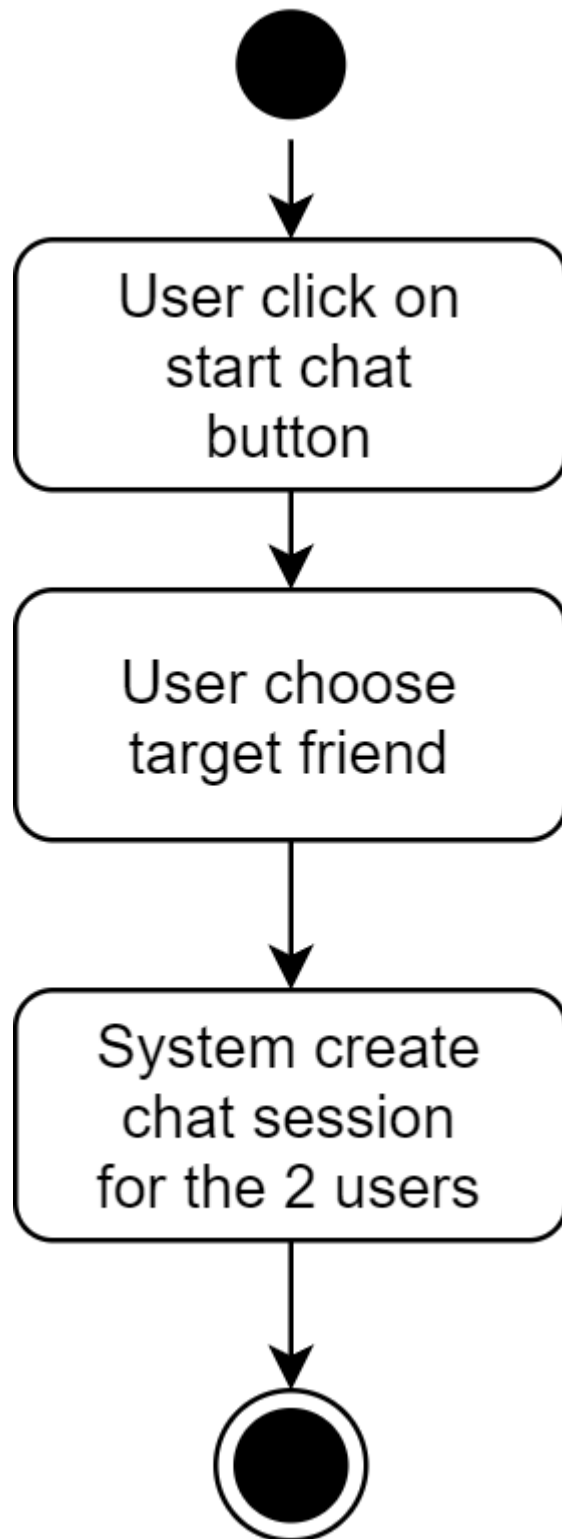 User click on
start chat
button
User choose
target friend
System create
chat session
for the 2 users